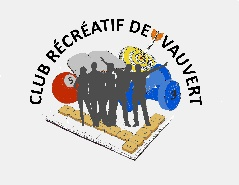 CLUB RÉCRÉATIF DE VAUVERT